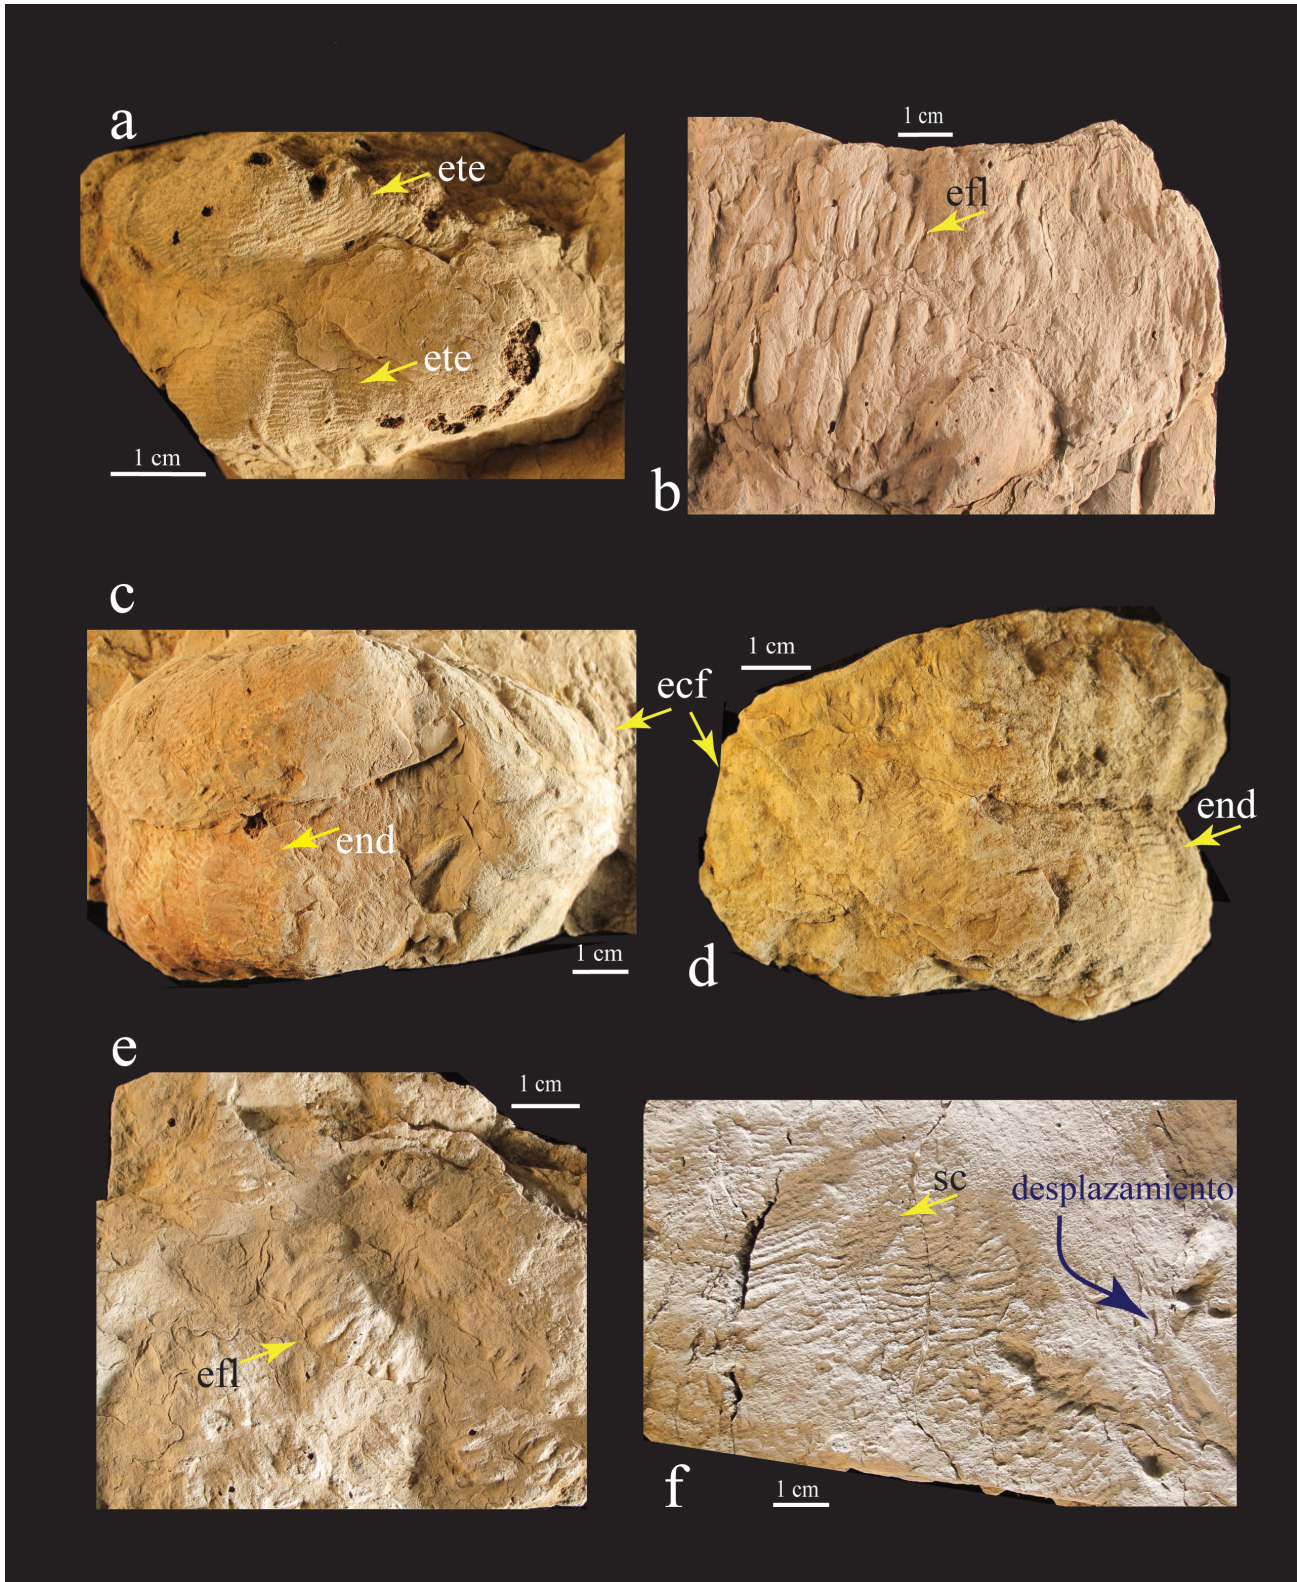 a
ete
ete
1 cm
1 cm
efl
b
c
end
1 cm
ecf
1 cm
end
d
e
1 cm
efl
sc
desplazamiento
f
1 cm